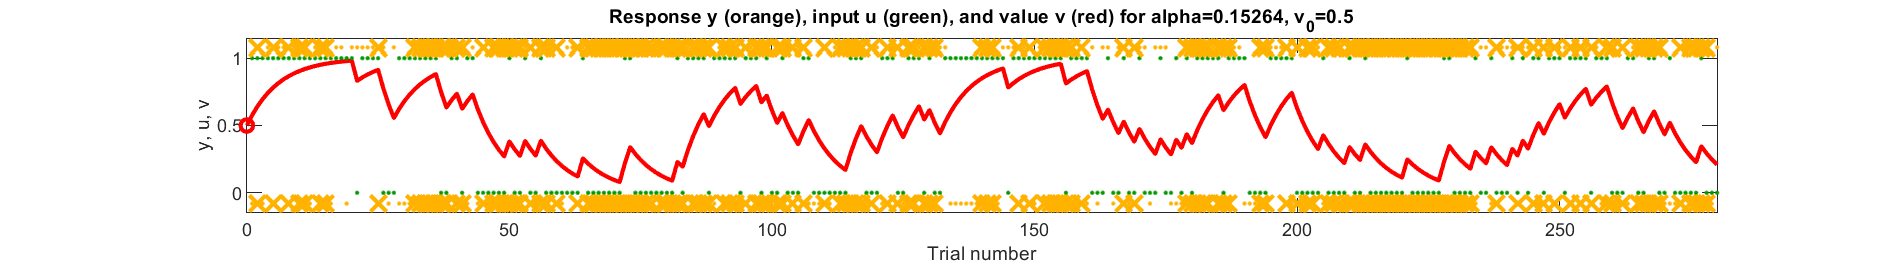 Response y (orange), input u (green), and value v (red) for alpha=0.15264, v0=0.5
y, u, v
1
0.5
0
0 50 100 150 200 250
Trial number